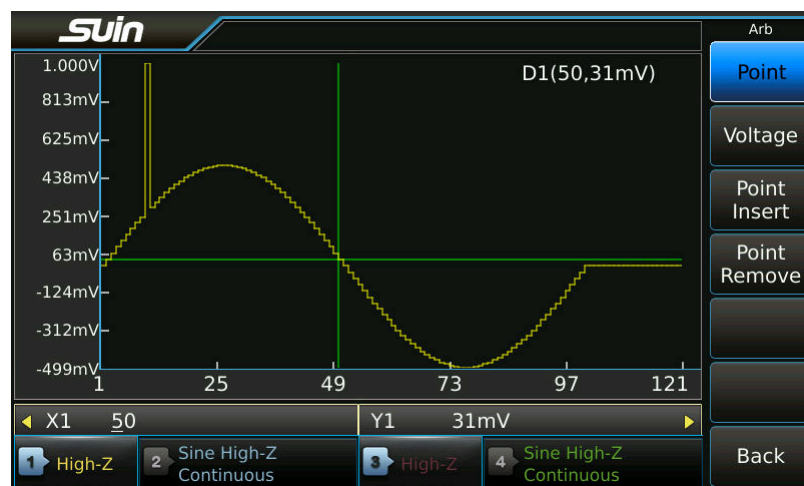 Suin
Arb
D1(50,31mV)
Point
1.000V
813mV
625mV
438mV
251mV
63mV
-124mV
-312mV
-499mV
1 25 49 73 97 121
Voltage
Point
Insert
Point
Remove
X1 50 Y1 31mV
1 High-Z
2 Sine High-Z
Continuous
3 High-Z
4 Sine High-Z
Continuous
Back